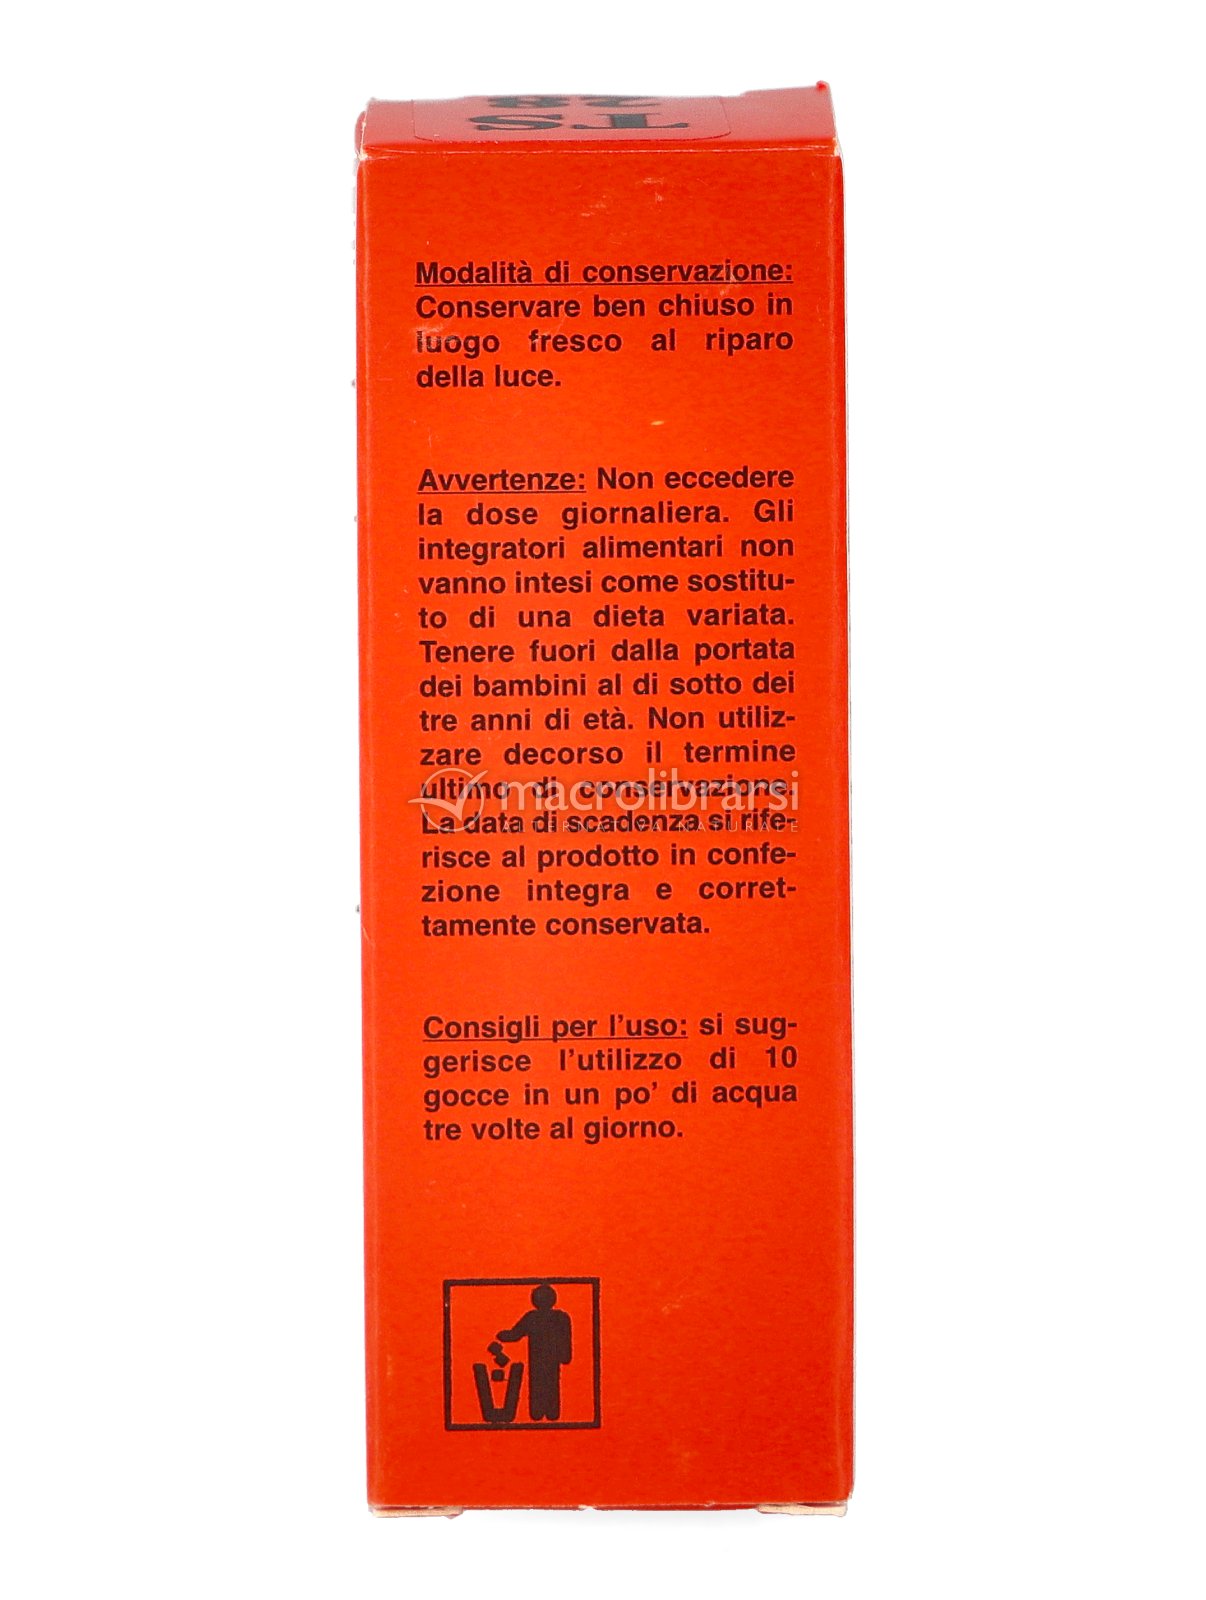 TS
28
Modalità di conservazione:
Conservare ben chiuso in
luogo fresco al riparo
della luce.
Avvertenze: Non eccedere
la dose giornaliera. Gli
integratori alimentari non
vanno intesi come sostitu-
to di una dieta variata.
Tenere fuori dalla portata
dei bambini al di sotto dei
tre anni di età. Non utiliz-
zare decorso il termine
ultimo di conservazione.
macrolibrarsi
La data di scadenza si rife-
ALTERNATIVA NATURALE
risce al prodotto in confe-
zione integra e corret-
tamente conservata.
Consigli per l’uso: si sug-
gerisce l’utilizzo di 10
gocce in un po’ di acqua
tre volte al giorno.